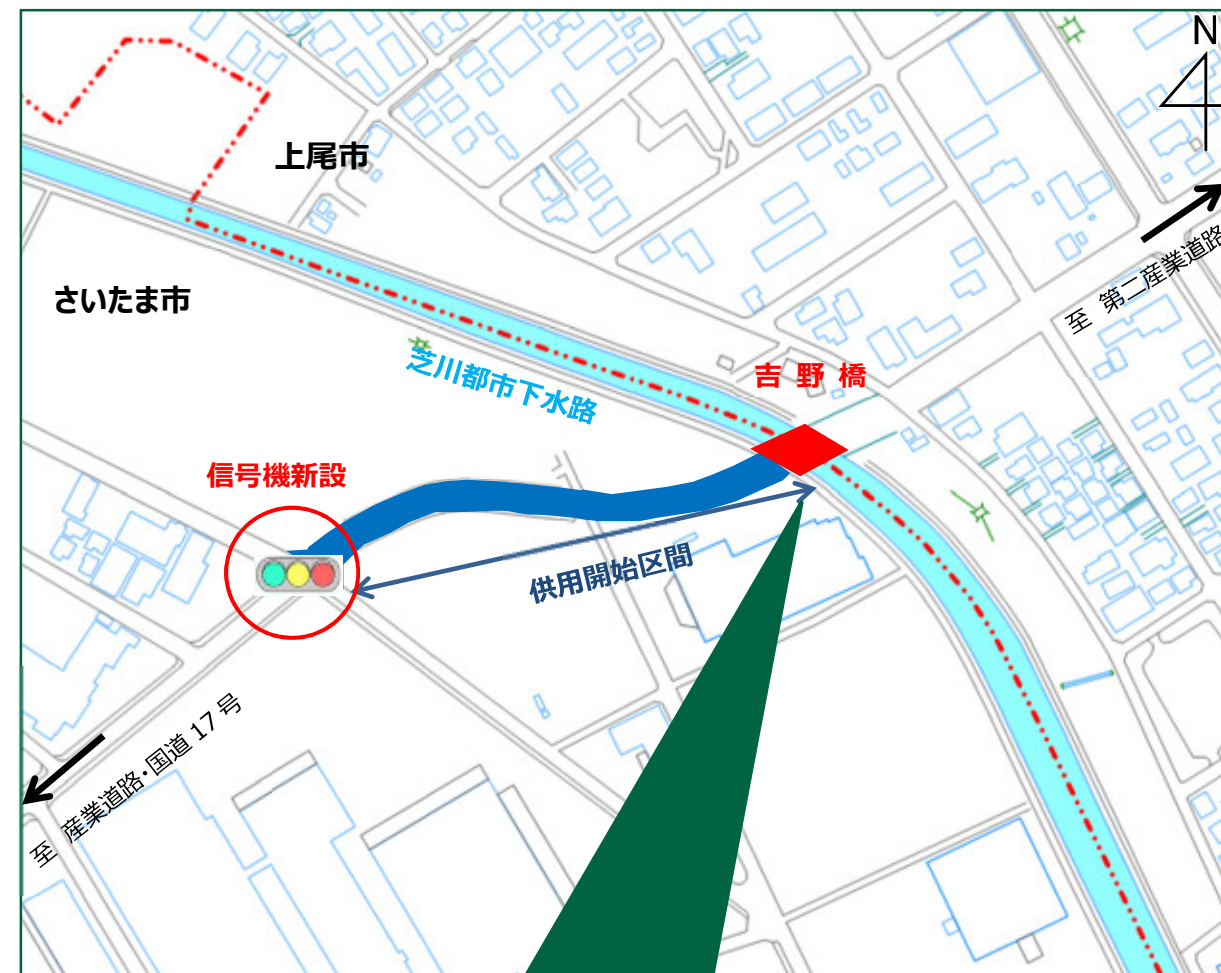 N
上尾市
さいたま市
至 第二産業道路
芝川都市下水路
吉野橋
信号機新設
供用開始区間
至 産業道路・国道17号